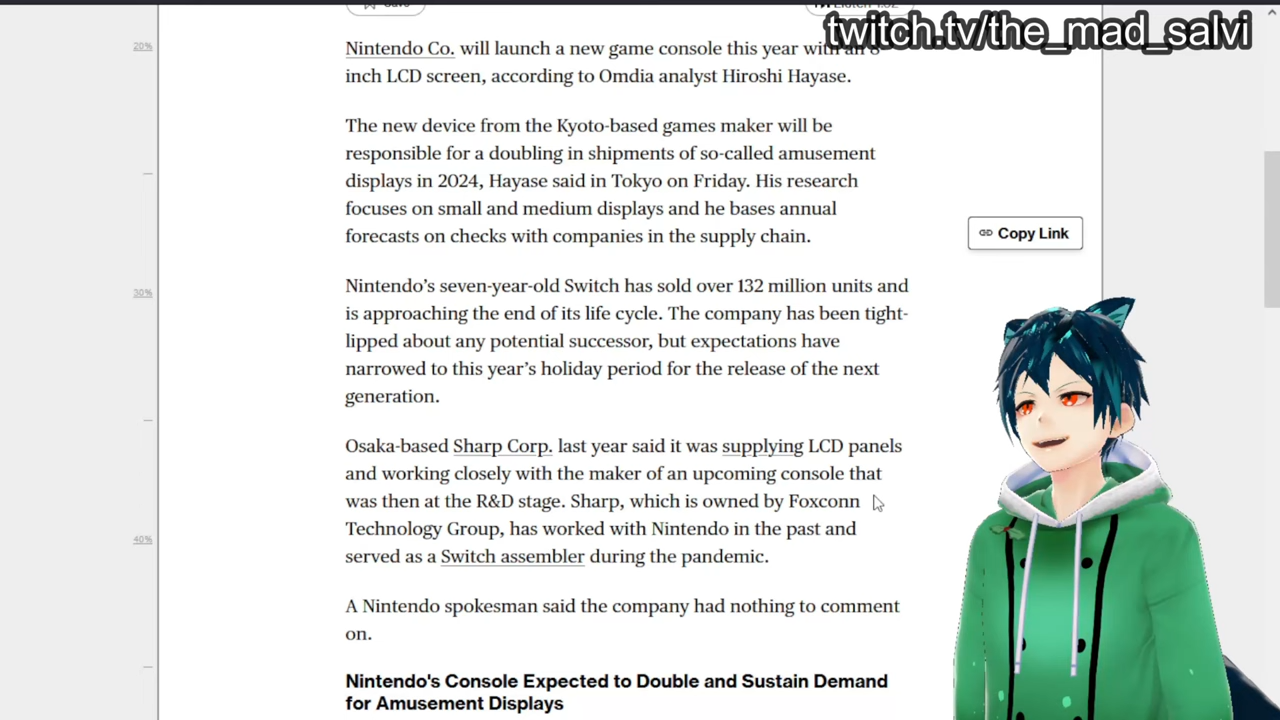 Save
Listen 1:52
twitch.tv/the_mad_salvi
20%
Nintendo Co. will launch a new game console this year with an 8-
inch LCD screen, according to Omdia analyst Hiroshi Hayase.
The new device from the Kyoto-based games maker will be
responsible for a doubling in shipments of so-called amusement
displays in 2024, Hayase said in Tokyo on Friday. His research
focuses on small and medium displays and he bases annual
forecasts on checks with companies in the supply chain.
Copy Link
Nintendo’s seven-year-old Switch has sold over 132 million units and
30%
is approaching the end of its life cycle. The company has been tight-
lipped about any potential successor, but expectations have
narrowed to this year’s holiday period for the release of the next
generation.
Osaka-based Sharp Corp. last year said it was supplying LCD panels
and working closely with the maker of an upcoming console that
was then at the R&D stage. Sharp, which is owned by Foxconn
Technology Group, has worked with Nintendo in the past and
40%
served as a Switch assembler during the pandemic.
A Nintendo spokesman said the company had nothing to comment
on.
Nintendo's Console Expected to Double and Sustain Demand
for Amusement Displays